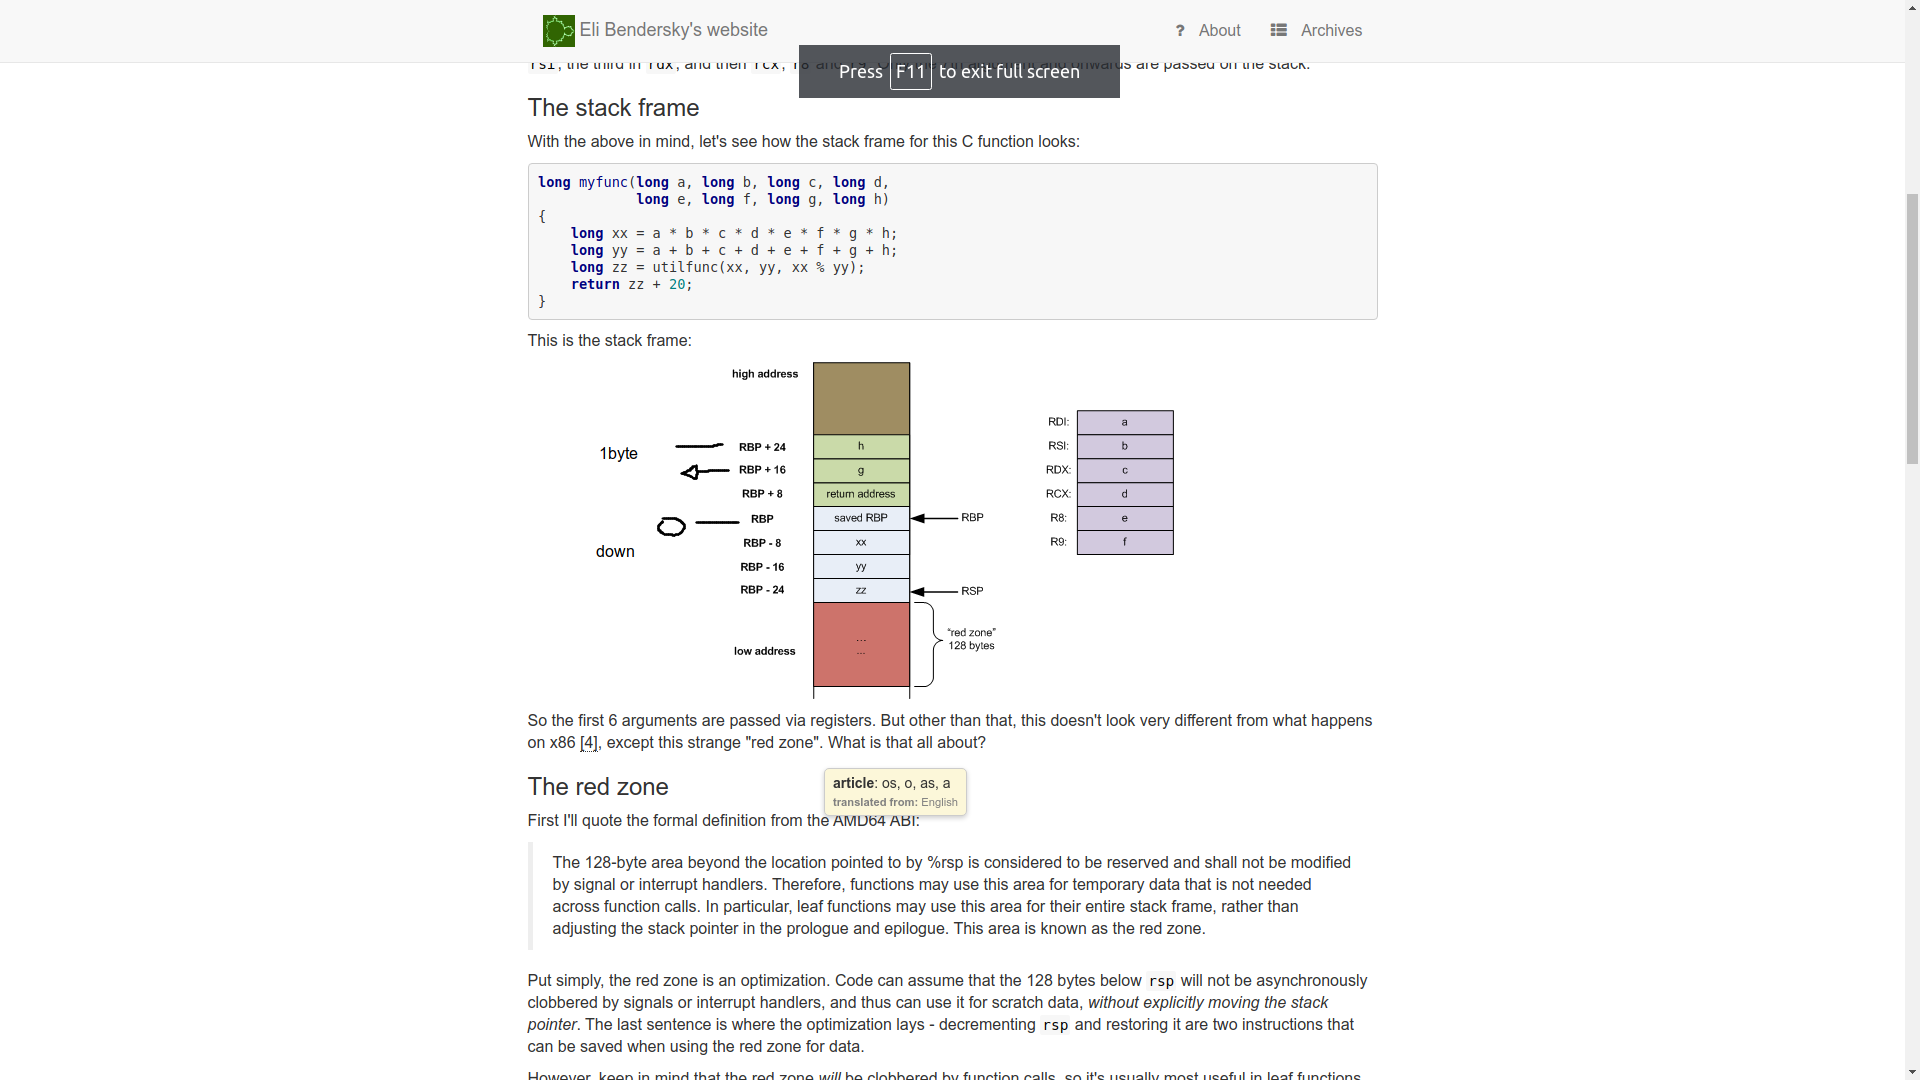 Eli Bendersky's website
? About
Archives
Press F11 to exit full screen
are passed on the stack.
The stack frame
With the above in mind, let's see how the stack frame for this C function looks:
long myfunc(long a, long b, long c, long d,
            long e, long f, long g, long h)
{
    long xx = a * b * c * d * e * f * g * h;
    long yy = a + b + c + d + e + f + g + h;
    long zz = utilfunc(xx, yy, xx % yy);
    return zz + 20;
}
This is the stack frame:
high address
1byte
RBP + 24 h
RBP + 16 g
RBP + 8 return address
RBP saved RBP RBP
down
RBP - 8 xx
RBP - 16 yy
RBP - 24 zz RSP
...
...
"red zone"
128 bytes
low address
RDI: a
RSI: b
RDX: c
RCX: d
R8: e
R9: f
So the first 6 arguments are passed via registers. But other than that, this doesn't look very different from what happens
on x86 [4], except this strange "red zone". What is that all about?
The red zone
article: os, o, as, a
translated from: English
First I'll quote the formal definition from the AMD64 ABI:
The 128-byte area beyond the location pointed to by %rsp is considered to be reserved and shall not be modified
by signal or interrupt handlers. Therefore, functions may use this area for temporary data that is not needed
across function calls. In particular, leaf functions may use this area for their entire stack frame, rather than
adjusting the stack pointer in the prologue and epilogue. This area is known as the red zone.
Put simply, the red zone is an optimization. Code can assume that the 128 bytes below rsp will not be asynchronously
clobbered by signals or interrupt handlers, and thus can use it for scratch data, without explicitly moving the stack
pointer. The last sentence is where the optimization lays - decrementing rsp and restoring it are two instructions that
can be saved when using the red zone for data.
However, keep in mind that the red zone will be clobbered by function calls, so it's usually most useful in leaf functions